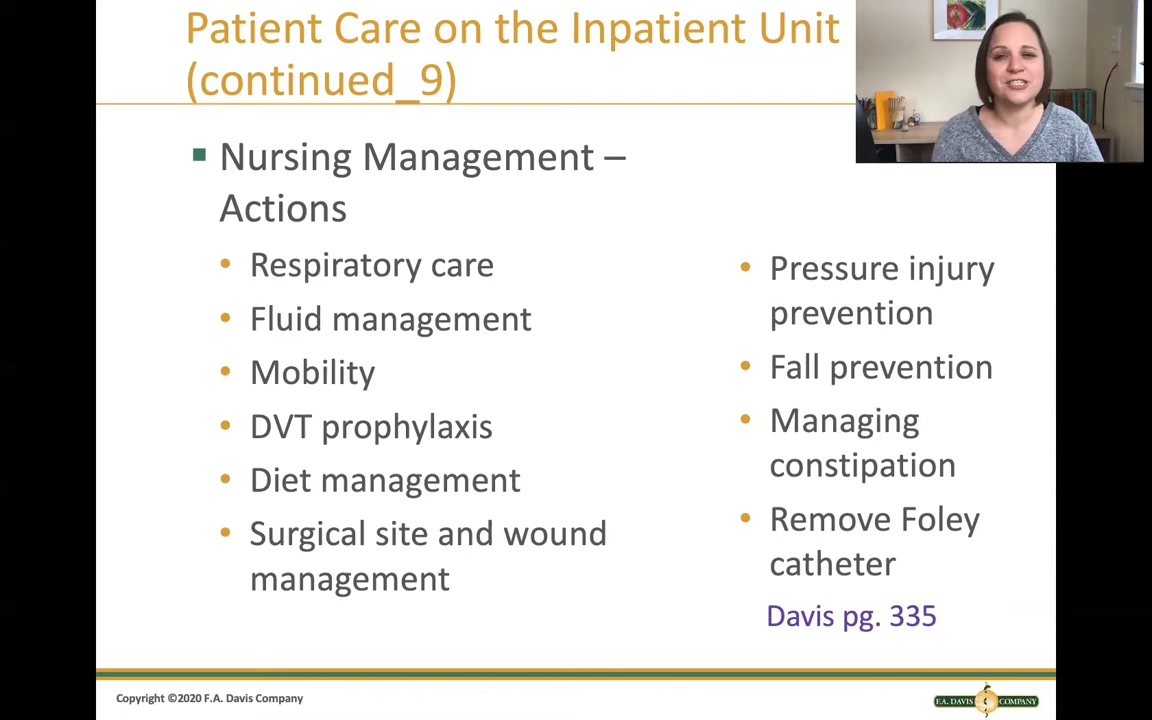 Patient Care on the Inpatient Unit
(continued_9)
Nursing Management –
Actions
• Respiratory care
• Fluid management
• Mobility
• DVT prophylaxis
• Diet management
• Surgical site and wound
management
• Pressure injury
prevention
• Fall prevention
• Managing
constipation
• Remove Foley
catheter
Davis pg. 335
Copyright ©2020 F.A. Davis Company
F.A. DAVIS COMPANY